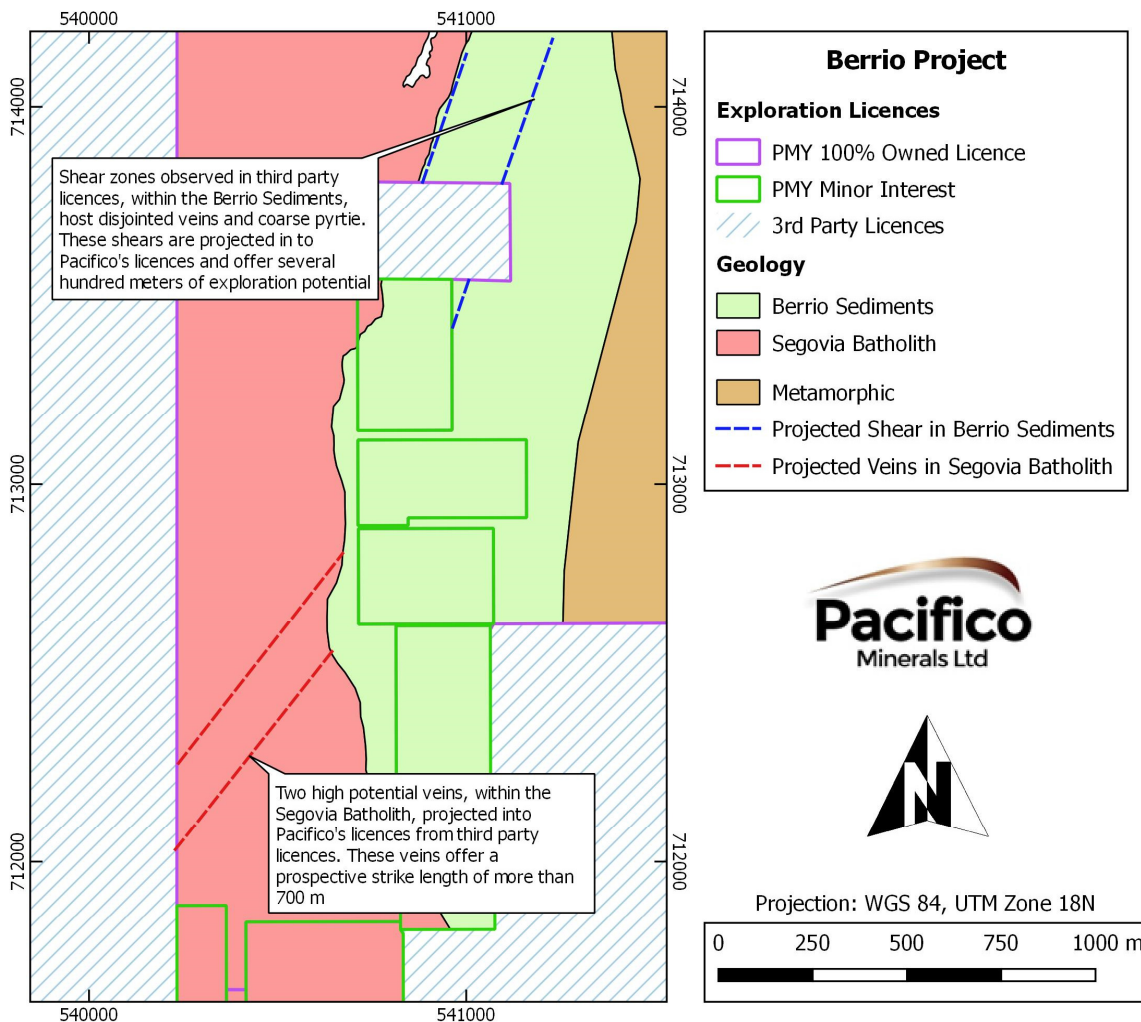 540000
541000
714000
714000
Shear zones observed in third party
licences, within the Berrio Sediments,
host disjointed veins and coarse pyrtie.
These shears are projected in to
Pacifico's licences and offer several
hundred meters of exploration potential
713000
713000
Two high potential veins, within the
Segovia Batholith, projected into
Pacifico's licences from third party
licences. These veins offer a
prospective strike length of more than
700 m
712000
712000
540000
541000
Berrio Project
Exploration Licences
PMY 100% Owned Licence
PMY Minor Interest
3rd Party Licences
Geology
Berrio Sediments
Segovia Batholith
Metamorphic
Projected Shear in Berrio Sediments
Projected Veins in Segovia Batholith
Pacifico
Minerals Ltd
N
Projection: WGS 84, UTM Zone 18N
0 250 500 750 1000 m